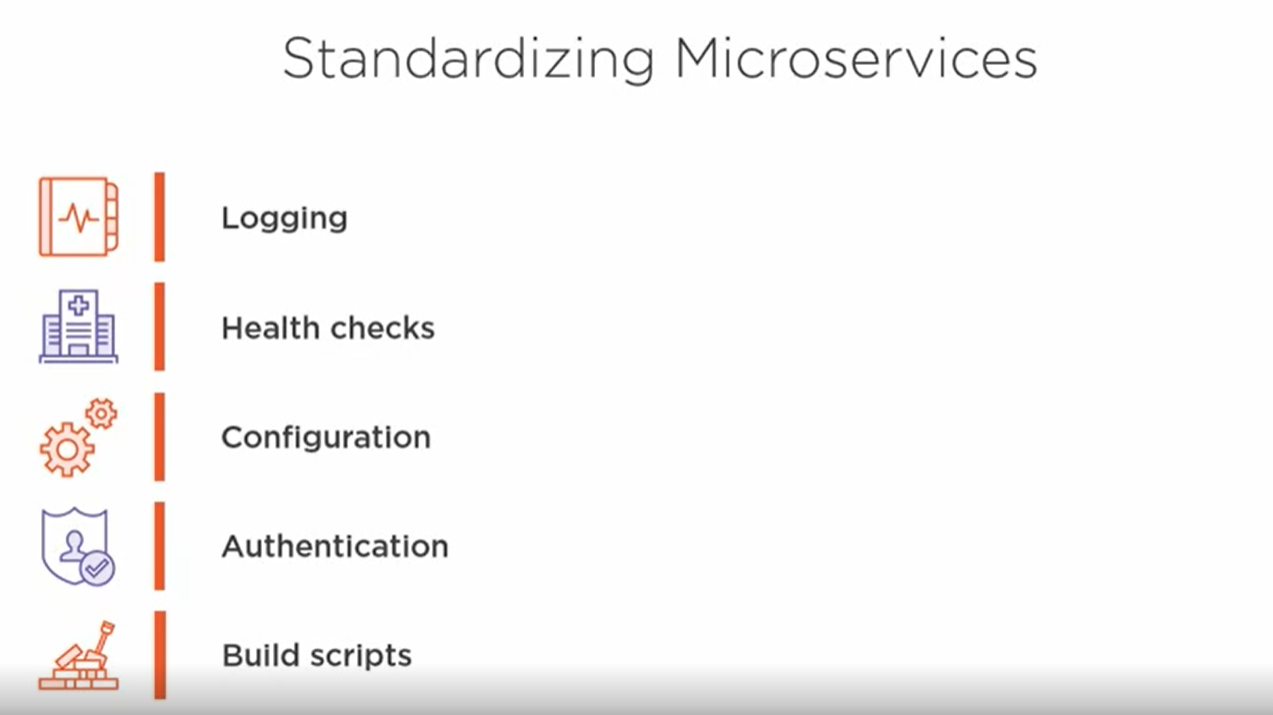 Standardizing Microservices
Logging
Health checks
Configuration
Authentication
Build scripts